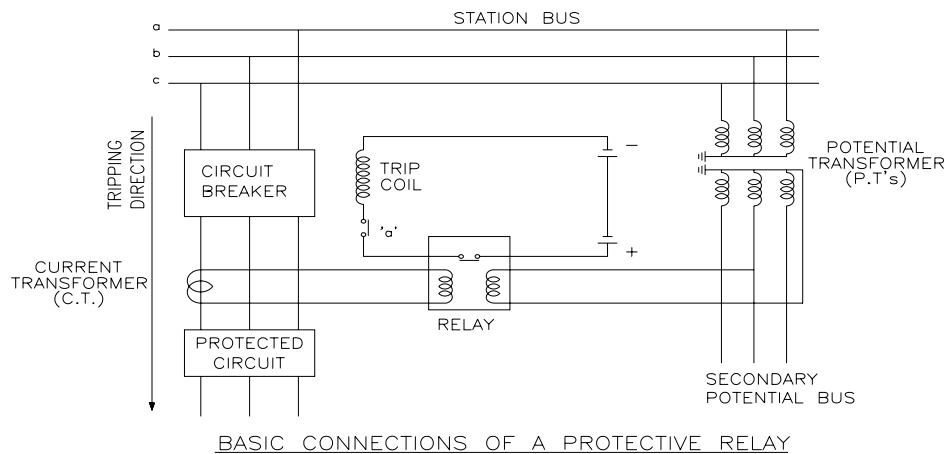 STATION BUS
a
b
c
TRIPPING
DIRECTION
CIRCUIT
BREAKER
TRIP
COIL
'a'
−
+
POTENTIAL
TRANSFORMER
(P.T's)
CURRENT
TRANSFORMER
(C.T.)
RELAY
PROTECTED
CIRCUIT
SECONDARY
POTENTIAL BUS
BASIC CONNECTIONS OF A PROTECTIVE RELAY